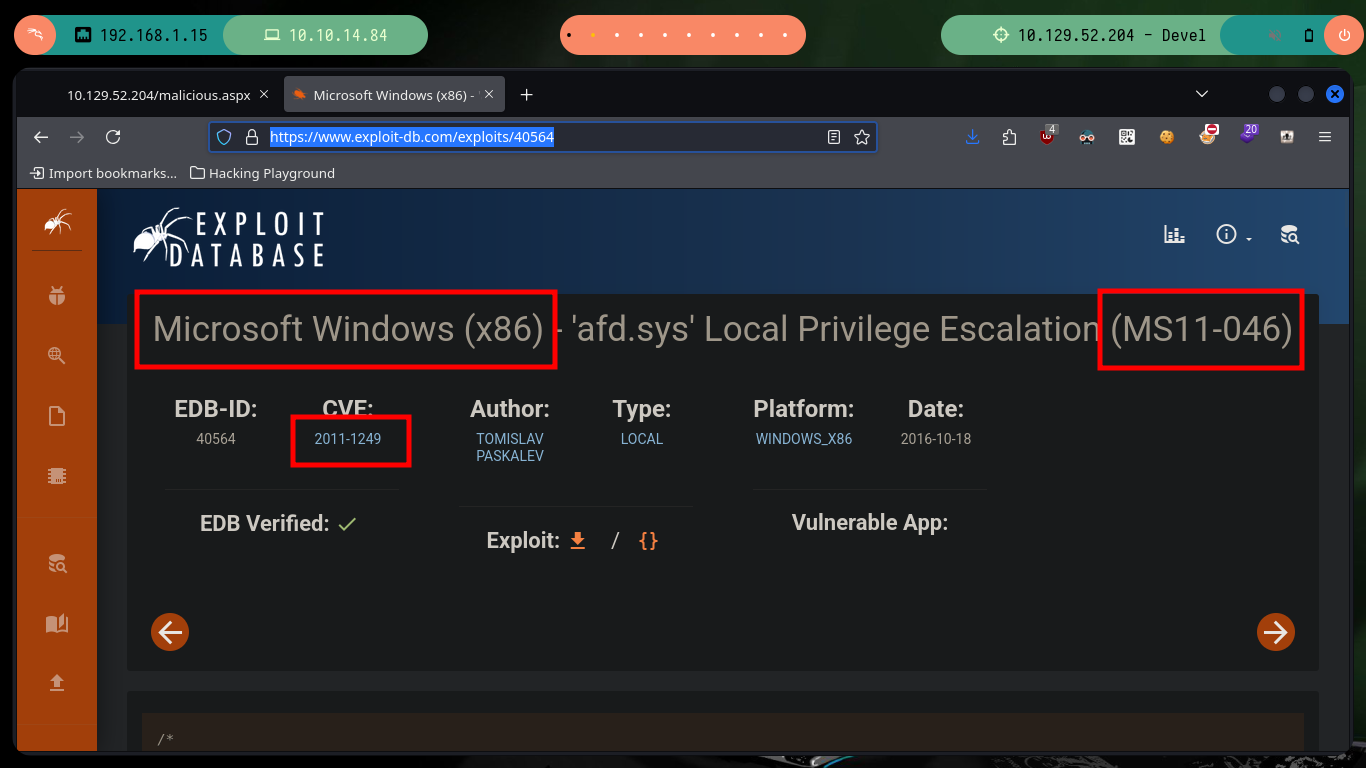 192.168.1.15 10.10.14.84 10.129.52.204 - Devel
10.129.52.204/malicious.aspx Microsoft Windows (x86) -
https://www.exploit-db.com/exploits/40564 4 20
Import bookmarks... Hacking Playground
EXPLOIT
DATABASE
Microsoft Windows (x86) - 'afd.sys' Local Privilege Escalation (MS11-046)
EDB-ID: CVE: Author: Type: Platform: Date:
40564 2011-1249 TOMISLAV PASKALEV LOCAL WINDOWS_X86 2016-10-18
EDB Verified: Exploit: / {} Vulnerable App:
/*